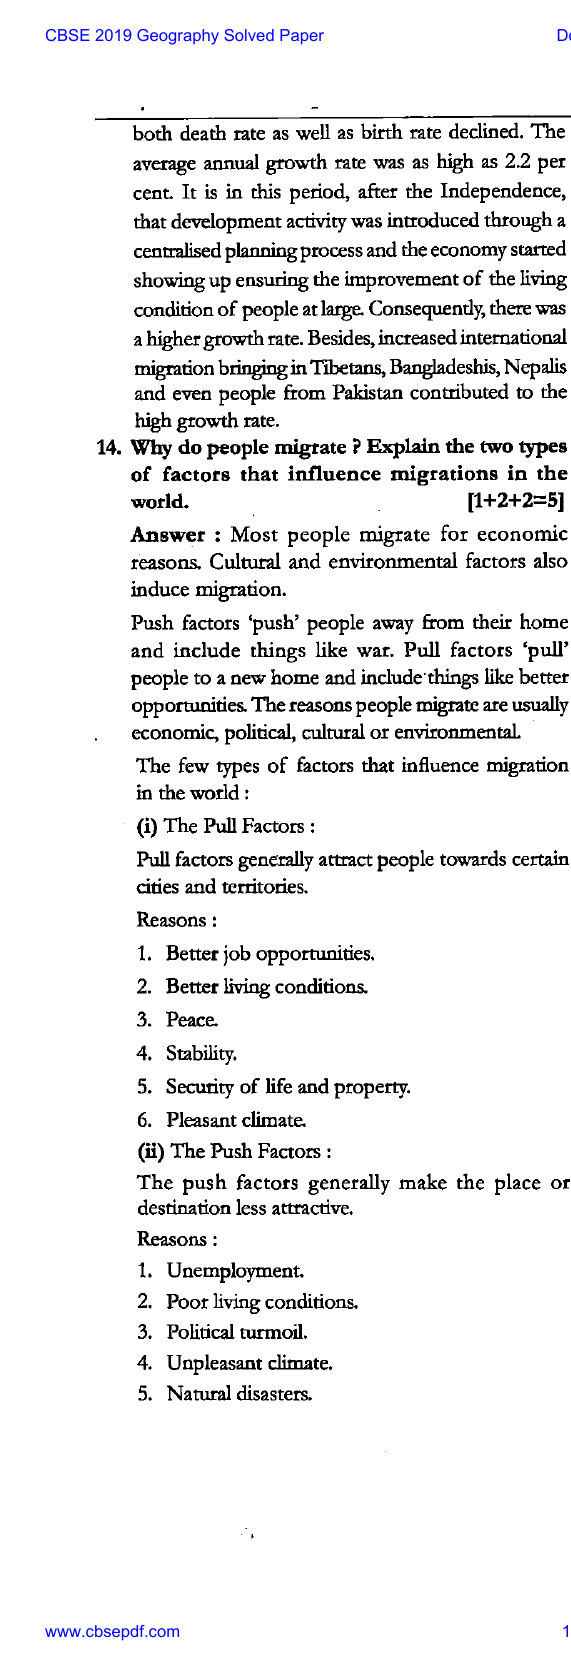 CBSE 2019 Geography Solved Paper
both death rate as well as birth rate declined. The
average annual growth rate was as high as 2.2 per
cent. It is in this period, after the Independence,
that development activity was introduced through a
centralised planning process and the economy started
showing up ensuring the improvement of the living
condition of people at large. Consequently, there was
a higher growth rate. Besides, increased international
migration bringing in Tibetans, Bangladeshis, Nepalis
and even people from Pakistan contributed to the
high growth rate.
14. Why do people migrate ? Explain the two types
of factors that influence migrations in the
world. [1+2+2=5]
Answer : Most people migrate for economic
reasons. Cultural and environmental factors also
induce migration.
Push factors ‘push’ people away from their home
and include things like war. Pull factors ‘pull’
people to a new home and include things like better
opportunities. The reasons people migrate are usually
economic, political, cultural or environmental.
The few types of factors that influence migration
in the world :
(i) The Pull Factors :
Pull factors generally attract people towards certain
cities and territories.
Reasons :
1. Better job opportunities.
2. Better living conditions.
3. Peace.
4. Stability.
5. Security of life and property.
6. Pleasant climate.
(ii) The Push Factors :
The push factors generally make the place or
destination less attractive.
Reasons :
1. Unemployment.
2. Poor living conditions.
3. Political turmoil.
4. Unpleasant climate.
5. Natural disasters.
www.cbsepdf.com